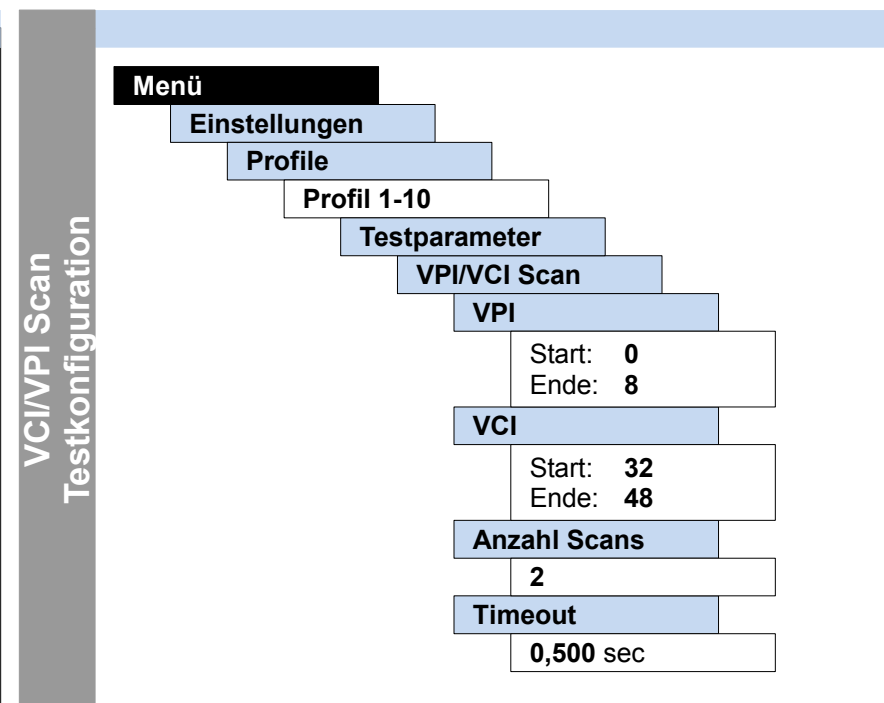 VCI/VPI Scan
Testkonfiguration
Menü
Einstellungen
Profile
Profil 1-10
Testparameter
VPI/VCI Scan
VPI
Start: 0
Ende: 8
VCI
Start: 32
Ende: 48
Anzahl Scans
2
Timeout
0,500 sec